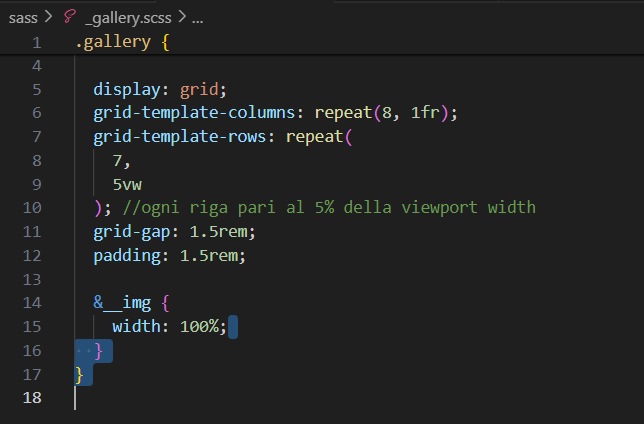 sass > _gallery.scss > ...
1 .gallery {
4
5 display: grid;
6 grid-template-columns: repeat(8, 1fr);
7 grid-template-rows: repeat(
8 7,
9 5vw
10 ); //ogni riga pari al 5% della viewport width
11 grid-gap: 1.5rem;
12 padding: 1.5rem;
13
14 &__img {
15 width: 100%;
16 }
17 }
18